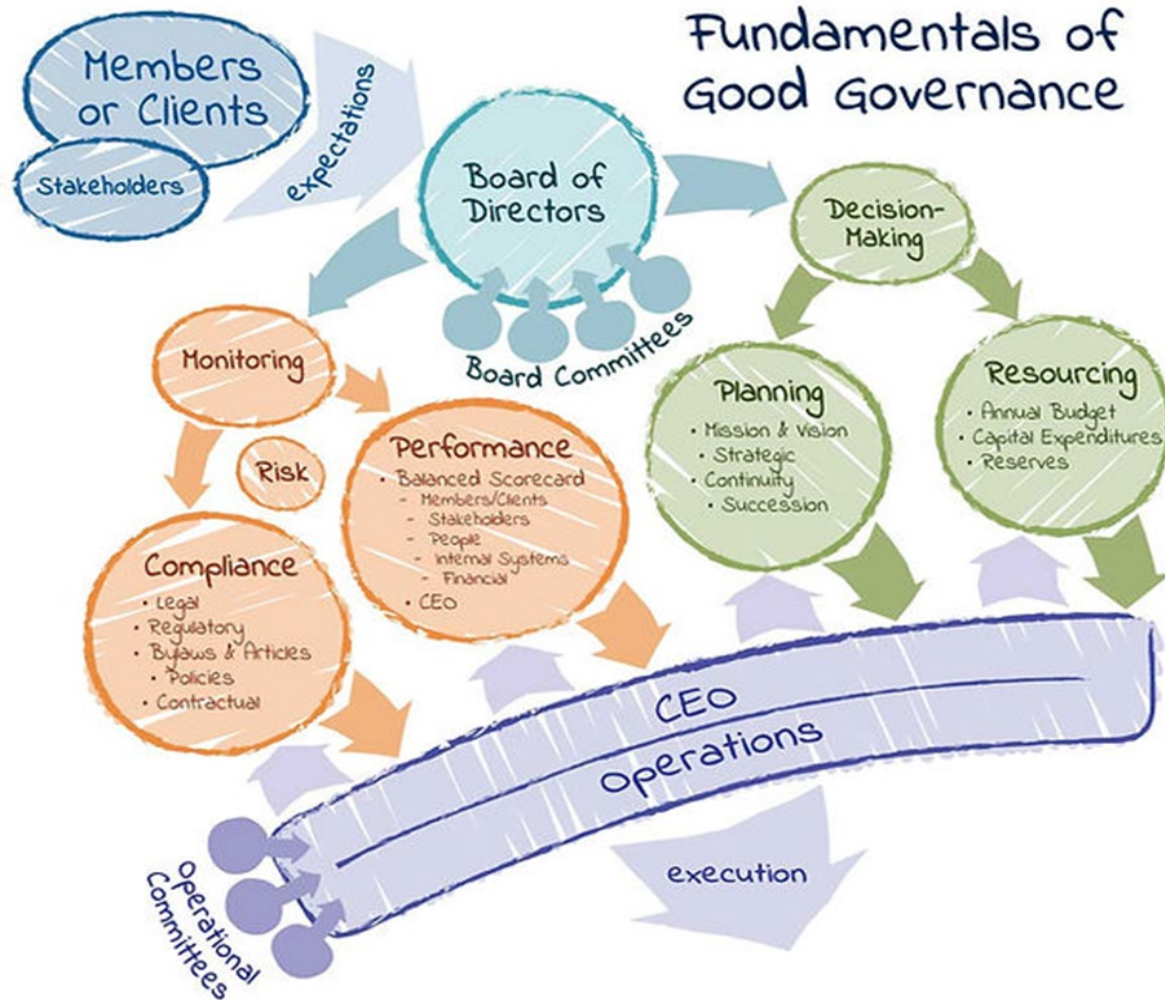 Fundamentals of
Good Governance
Members
or Clients
Stakeholders
expectations
Board of
Directors
Board Committees
Decision-
Making
Monitoring
Risk
Performance
• Balanced Scorecard
- Members/Clients
- Stakeholders
- People
- Internal Systems
- Financial
• CEO
Compliance
• Legal
• Regulatory
• Bylaws & Articles
• Policies
• Contractual
Planning
• Mission & Vision
• Strategic
• Continuity
• Succession
Resourcing
• Annual Budget
• Capital Expenditures
• Reserves
CEO
Operations
execution
Operational
Committees